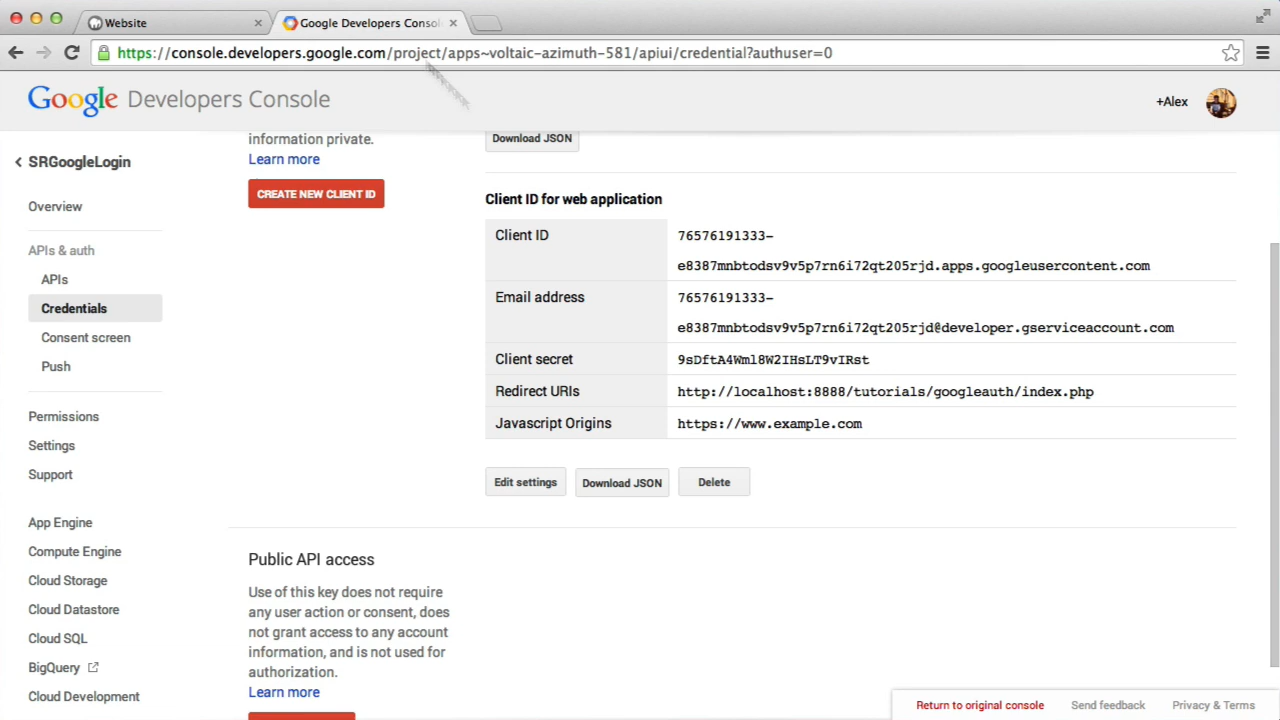 Website
Google Developers Conso
https://console.developers.google.com/project/apps~voltaic-azimuth-581/apiui/credential?authuser=0
Google Developers Console
+Alex
SRGoogleLogin
Overview
APIs & auth
APIs
Credentials
Consent screen
Push
Permissions
Settings
Support
App Engine
Compute Engine
Cloud Storage
Cloud Datastore
Cloud SQL
BigQuery
Cloud Development
information private.
Learn more
CREATE NEW CLIENT ID
Download JSON
Client ID for web application
Client ID
76576191333-
e8387mnbtodsv9v5p7rn6i72qt205rjd.apps.googleusercontent.com
Email address
76576191333-
e8387mnbtodsv9v5p7rn6i72qt205rjd@developer.gserviceaccount.com
Client secret
9sDftA4Wml8W2IHsLT9vIRst
Redirect URIs
http://localhost:8888/tutorials/googleauth/index.php
Javascript Origins
https://www.example.com
Edit settings
Download JSON
Delete
Public API access
Use of this key does not require
any user action or consent, does
not grant access to any account
information, and is not used for
authorization.
Learn more
Return to original console
Send feedback
Privacy & Terms